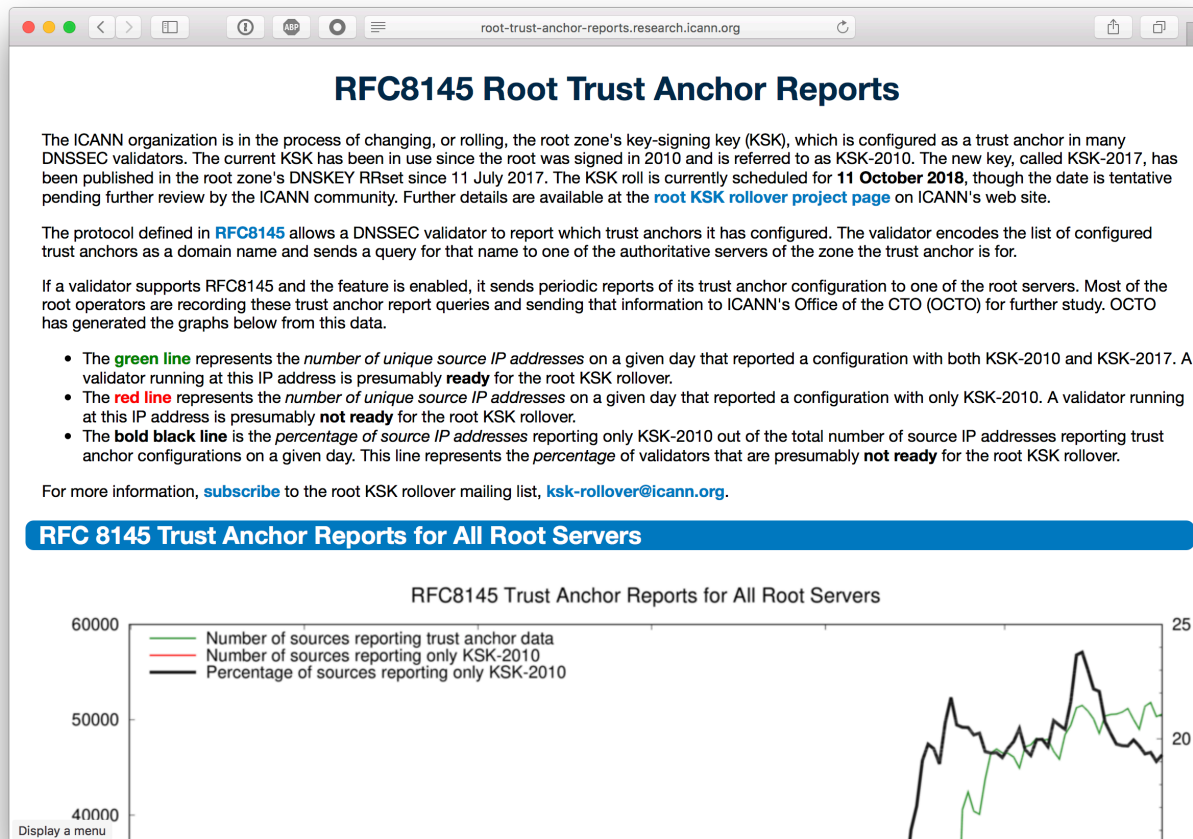 root-trust-anchor-reports.research.icann.org
ABP
RFC8145 Root Trust Anchor Reports
The ICANN organization is in the process of changing, or rolling, the root zone's key-signing key (KSK), which is configured as a trust anchor in many
DNSSEC validators. The current KSK has been in use since the root was signed in 2010 and is referred to as KSK-2010. The new key, called KSK-2017, has
been published in the root zone's DNSKEY RRset since 11 July 2017. The KSK roll is currently scheduled for 11 October 2018, though the date is tentative
pending further review by the ICANN community. Further details are available at the root KSK rollover project page on ICANN's web site.
The protocol defined in RFC8145 allows a DNSSEC validator to report which trust anchors it has configured. The validator encodes the list of configured
trust anchors as a domain name and sends a query for that name to one of the authoritative servers of the zone the trust anchor is for.
If a validator supports RFC8145 and the feature is enabled, it sends periodic reports of its trust anchor configuration to one of the root servers. Most of the
root operators are recording these trust anchor report queries and sending that information to ICANN's Office of the CTO (OCTO) for further study. OCTO
has generated the graphs below from this data.
• The green line represents the number of unique source IP addresses on a given day that reported a configuration with both KSK-2010 and KSK-2017. A
validator running at this IP address is presumably ready for the root KSK rollover.
• The red line represents the number of unique source IP addresses on a given day that reported a configuration with only KSK-2010. A validator running
at this IP address is presumably not ready for the root KSK rollover.
• The bold black line is the percentage of source IP addresses reporting only KSK-2010 out of the total number of source IP addresses reporting trust
anchor configurations on a given day. This line represents the percentage of validators that are presumably not ready for the root KSK rollover.
For more information, subscribe to the root KSK rollover mailing list, ksk-rollover@icann.org.
RFC 8145 Trust Anchor Reports for All Root Servers
RFC8145 Trust Anchor Reports for All Root Servers
60000
25
Number of sources reporting trust anchor data
Number of sources reporting only KSK-2010
Percentage of sources reporting only KSK-2010
50000
20
40000
Display a menu